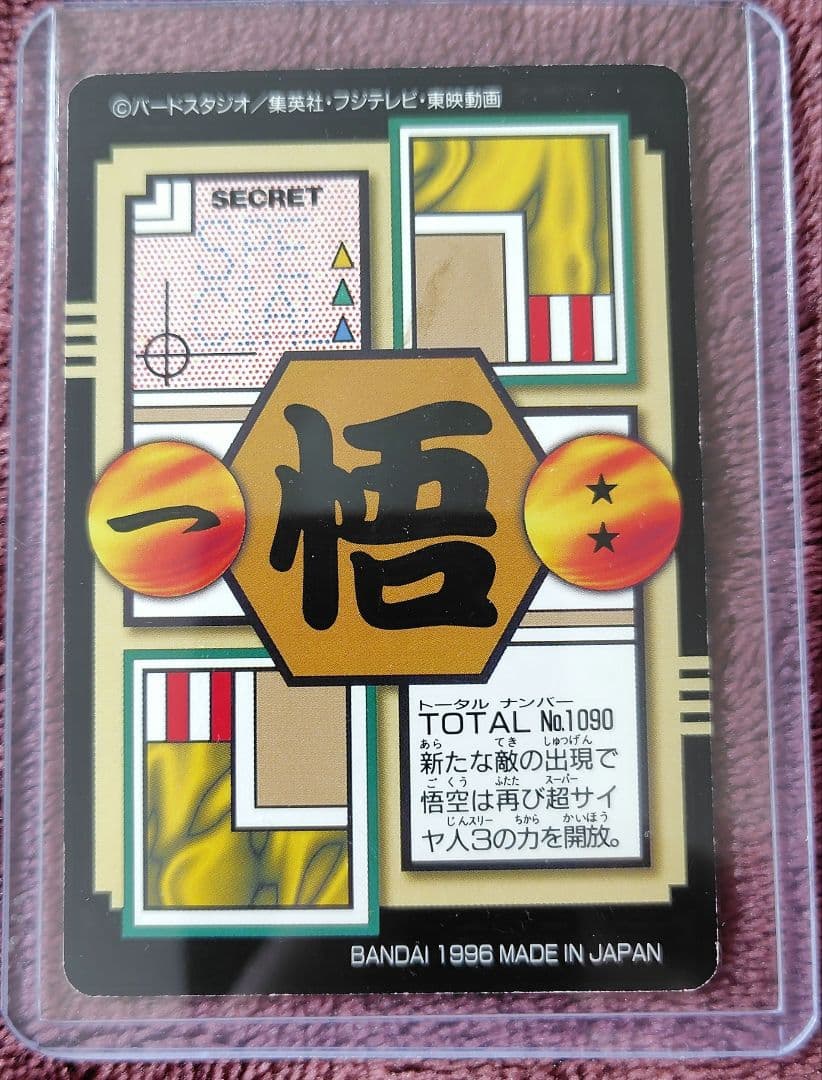 ©バードスタジオ／集英社・フジテレビ・東映動画
SECRET
SPE
CIAL
一
悟
トータル ナンバー
TOTAL No.1090
あら てき しゅつげん
新たな敵の出現で
ごくう ふたた スーパー
悟空は再び超サイ
じんスリー ちから かいほう
ヤ人3の力を開放。
BANDAI 1996 MADE IN JAPAN